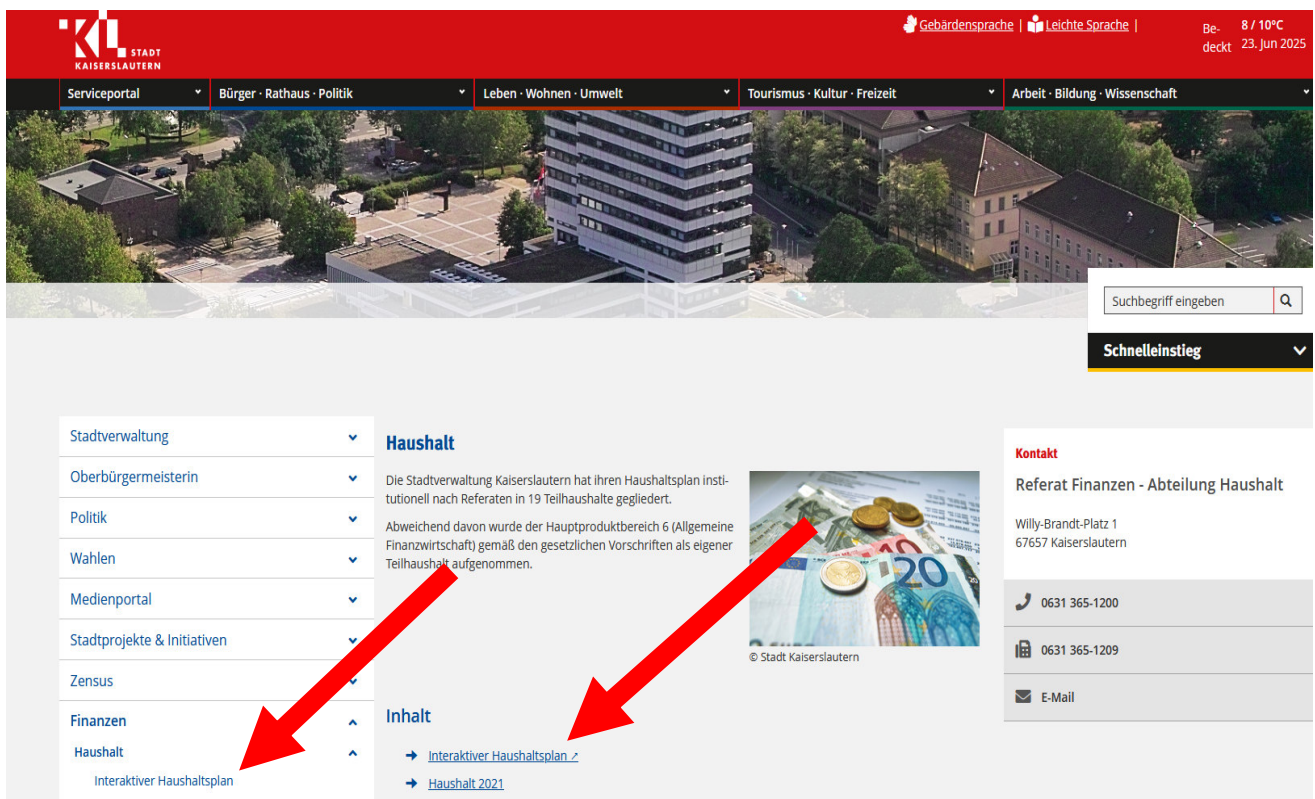 STADT
KAISERSLAUTERN
Gebärdensprache | Leichte Sprache |
Be-
deckt
8 / 10°C
23. Jun 2025
Serviceportal
Bürger · Rathaus · Politik
Leben · Wohnen · Umwelt
Tourismus · Kultur · Freizeit
Arbeit · Bildung · Wissenschaft
Suchbegriff eingeben
Schnelleinstieg
Stadtverwaltung
Oberbürgermeisterin
Politik
Wahlen
Medienportal
Stadtprojekte & Initiativen
Zensus
Finanzen
Haushalt
Interaktiver Haushaltsplan
Haushalt
Die Stadtverwaltung Kaiserslautern hat ihren Haushaltsplan insti-
tutionell nach Referaten in 19 Teilhaushalte gegliedert.
Abweichend davon wurde der Hauptproduktbereich 6 (Allgemeine
Finanzwirtschaft) gemäß den gesetzlichen Vorschriften als eigener
Teilhaushalt aufgenommen.
10
20
© Stadt Kaiserslautern
Inhalt
Interaktiver Haushaltsplan
Haushalt 2021
Kontakt
Referat Finanzen - Abteilung Haushalt
Willy-Brandt-Platz 1
67657 Kaiserslautern
0631 365-1200
0631 365-1209
E-Mail